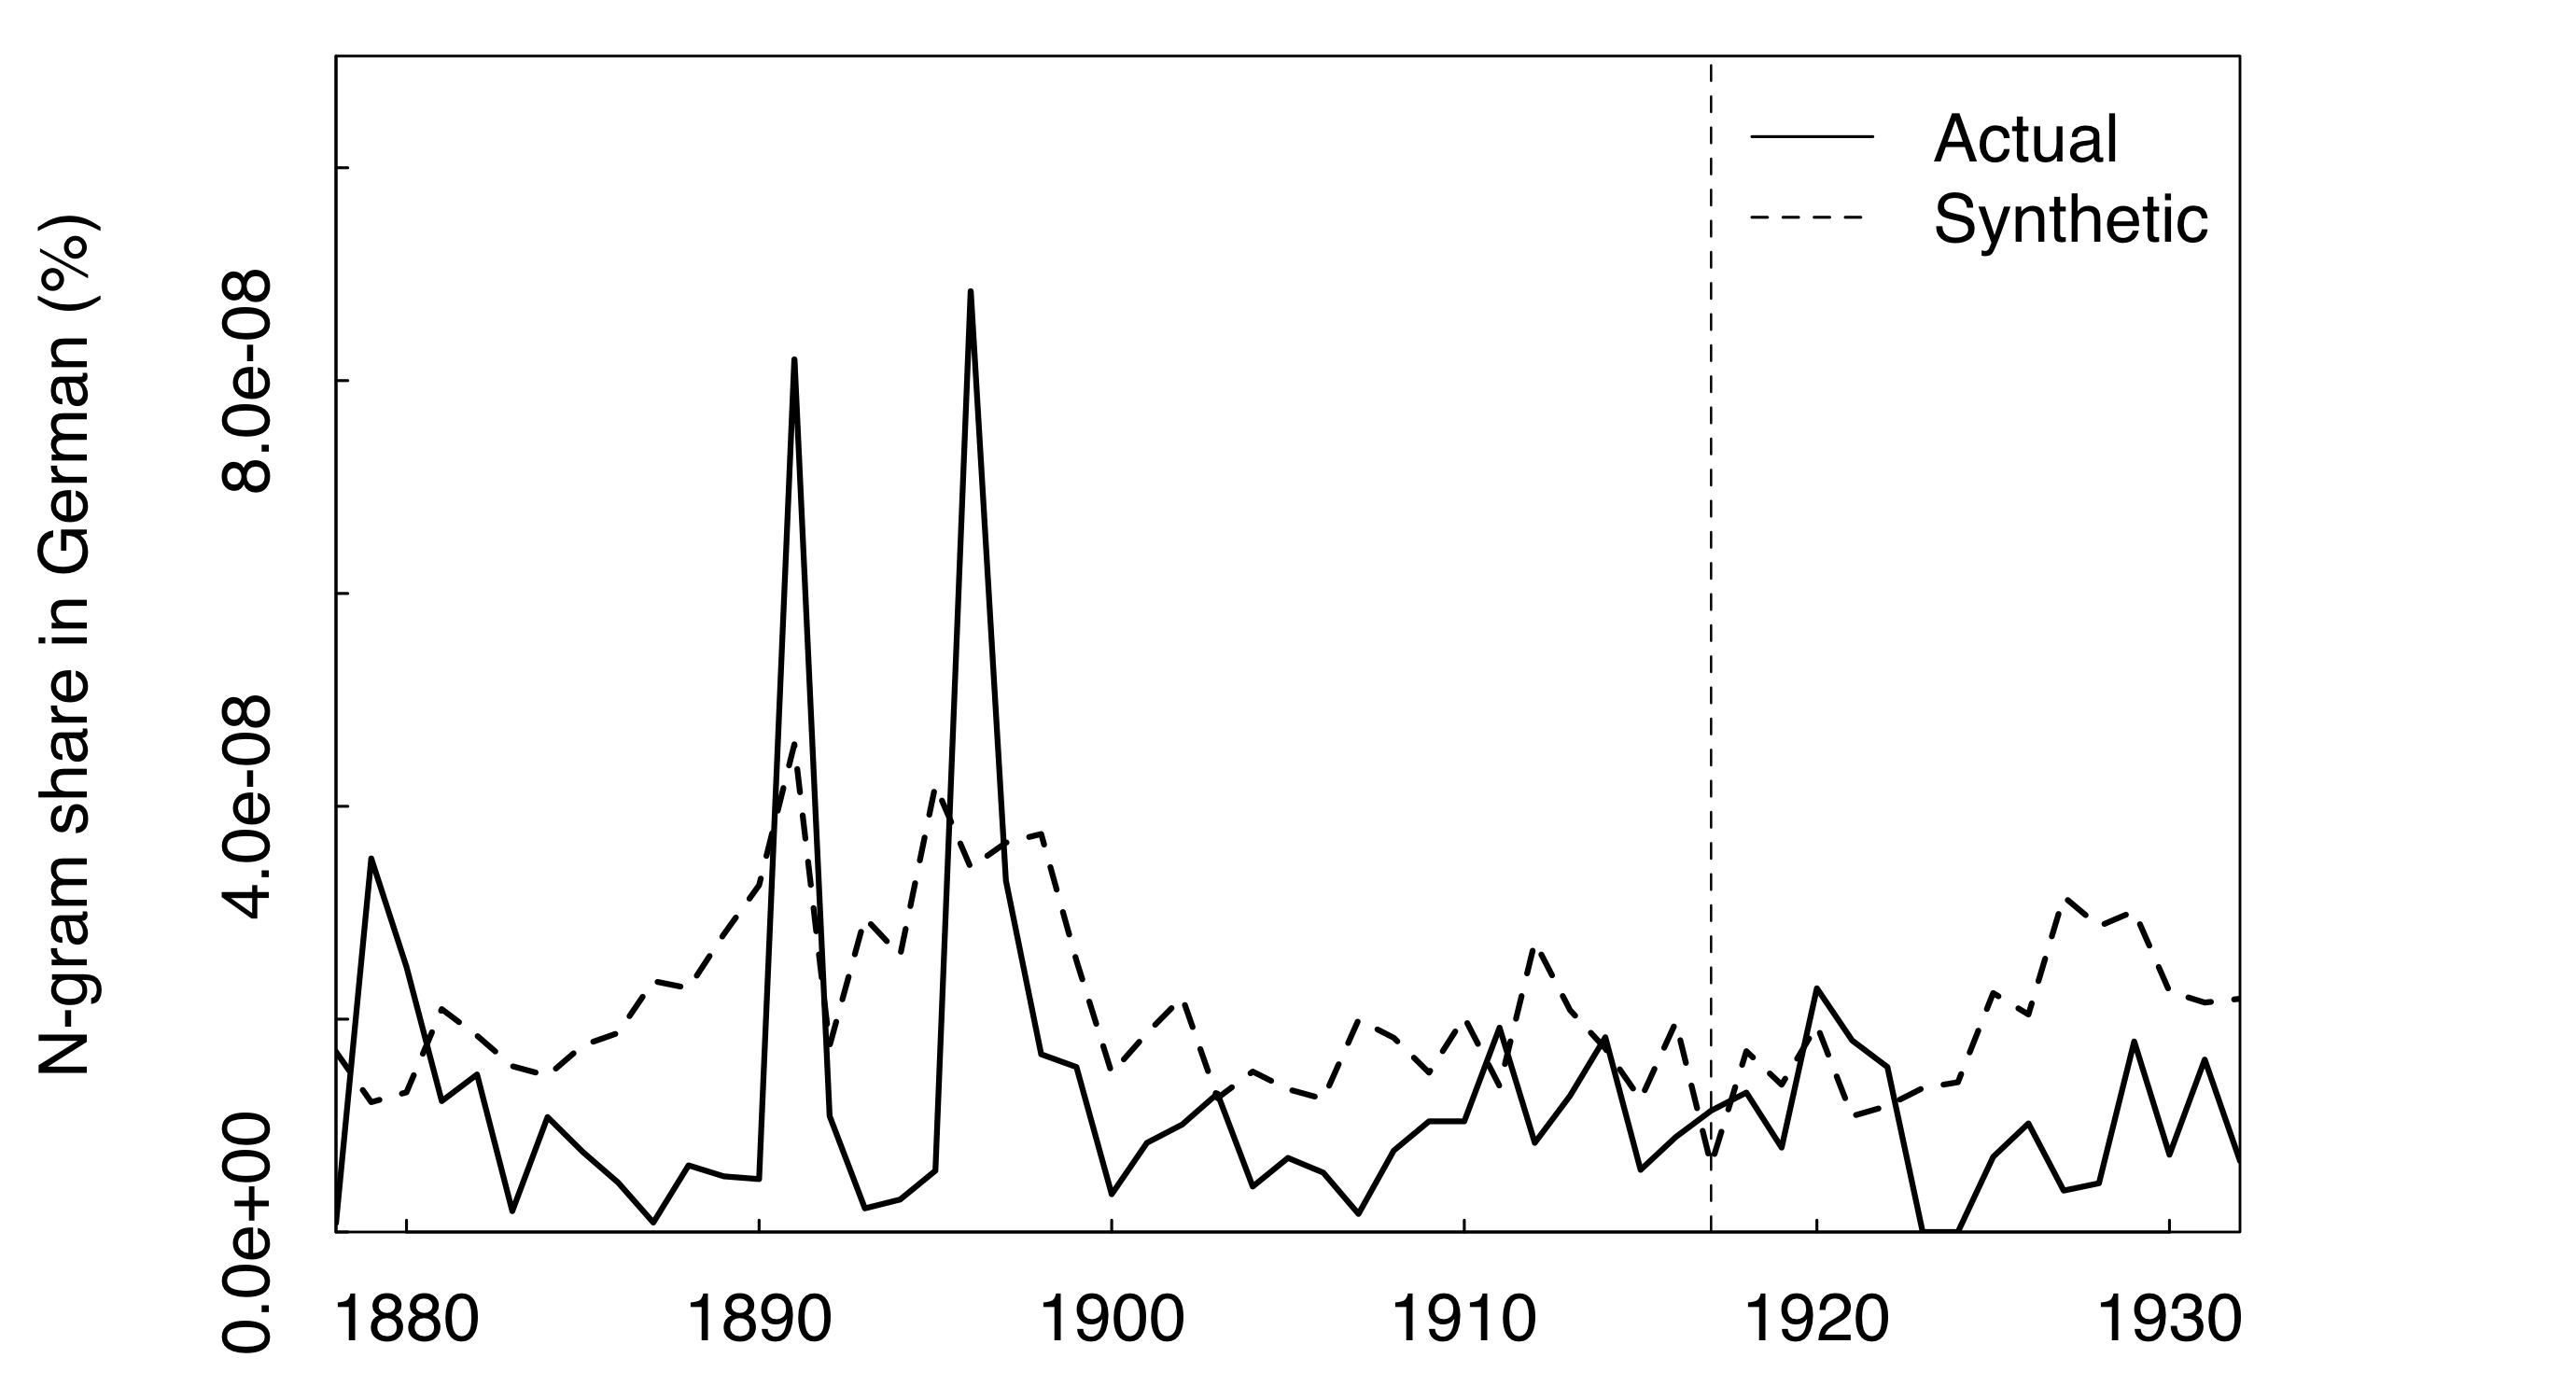 Actual
Synthetic
N-gram share in German (%)
8.0e-08
4.0e-08
0.0e+00
1880 1890 1900 1910 1920 1930